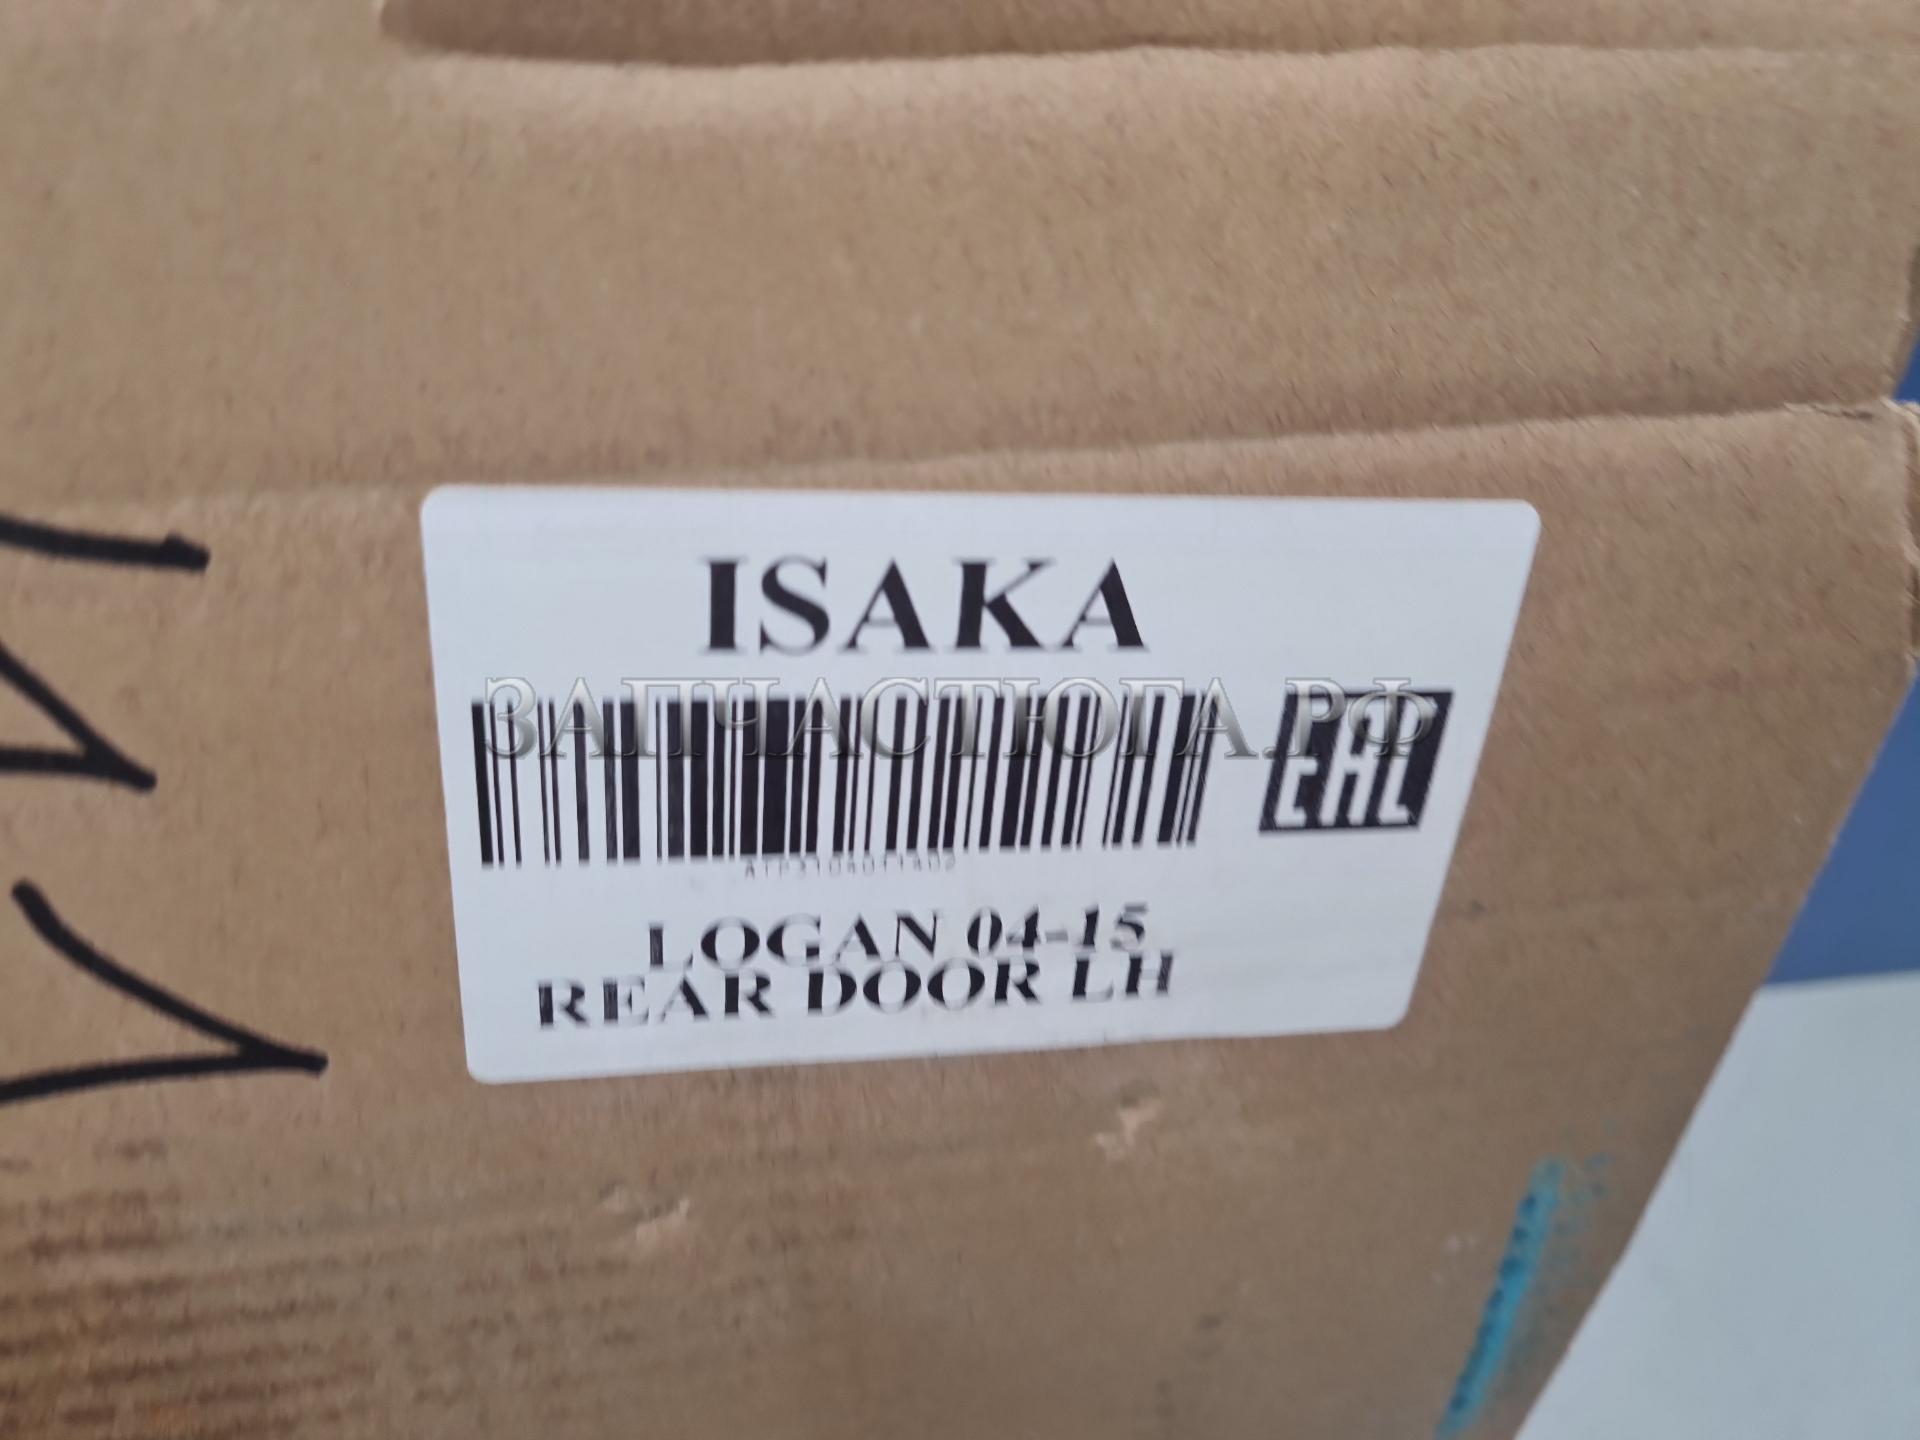 ISAKA
ЗАПЧАСТЮГА.РФ
EAC
LOGAN 04-15
REAR DOOR LH